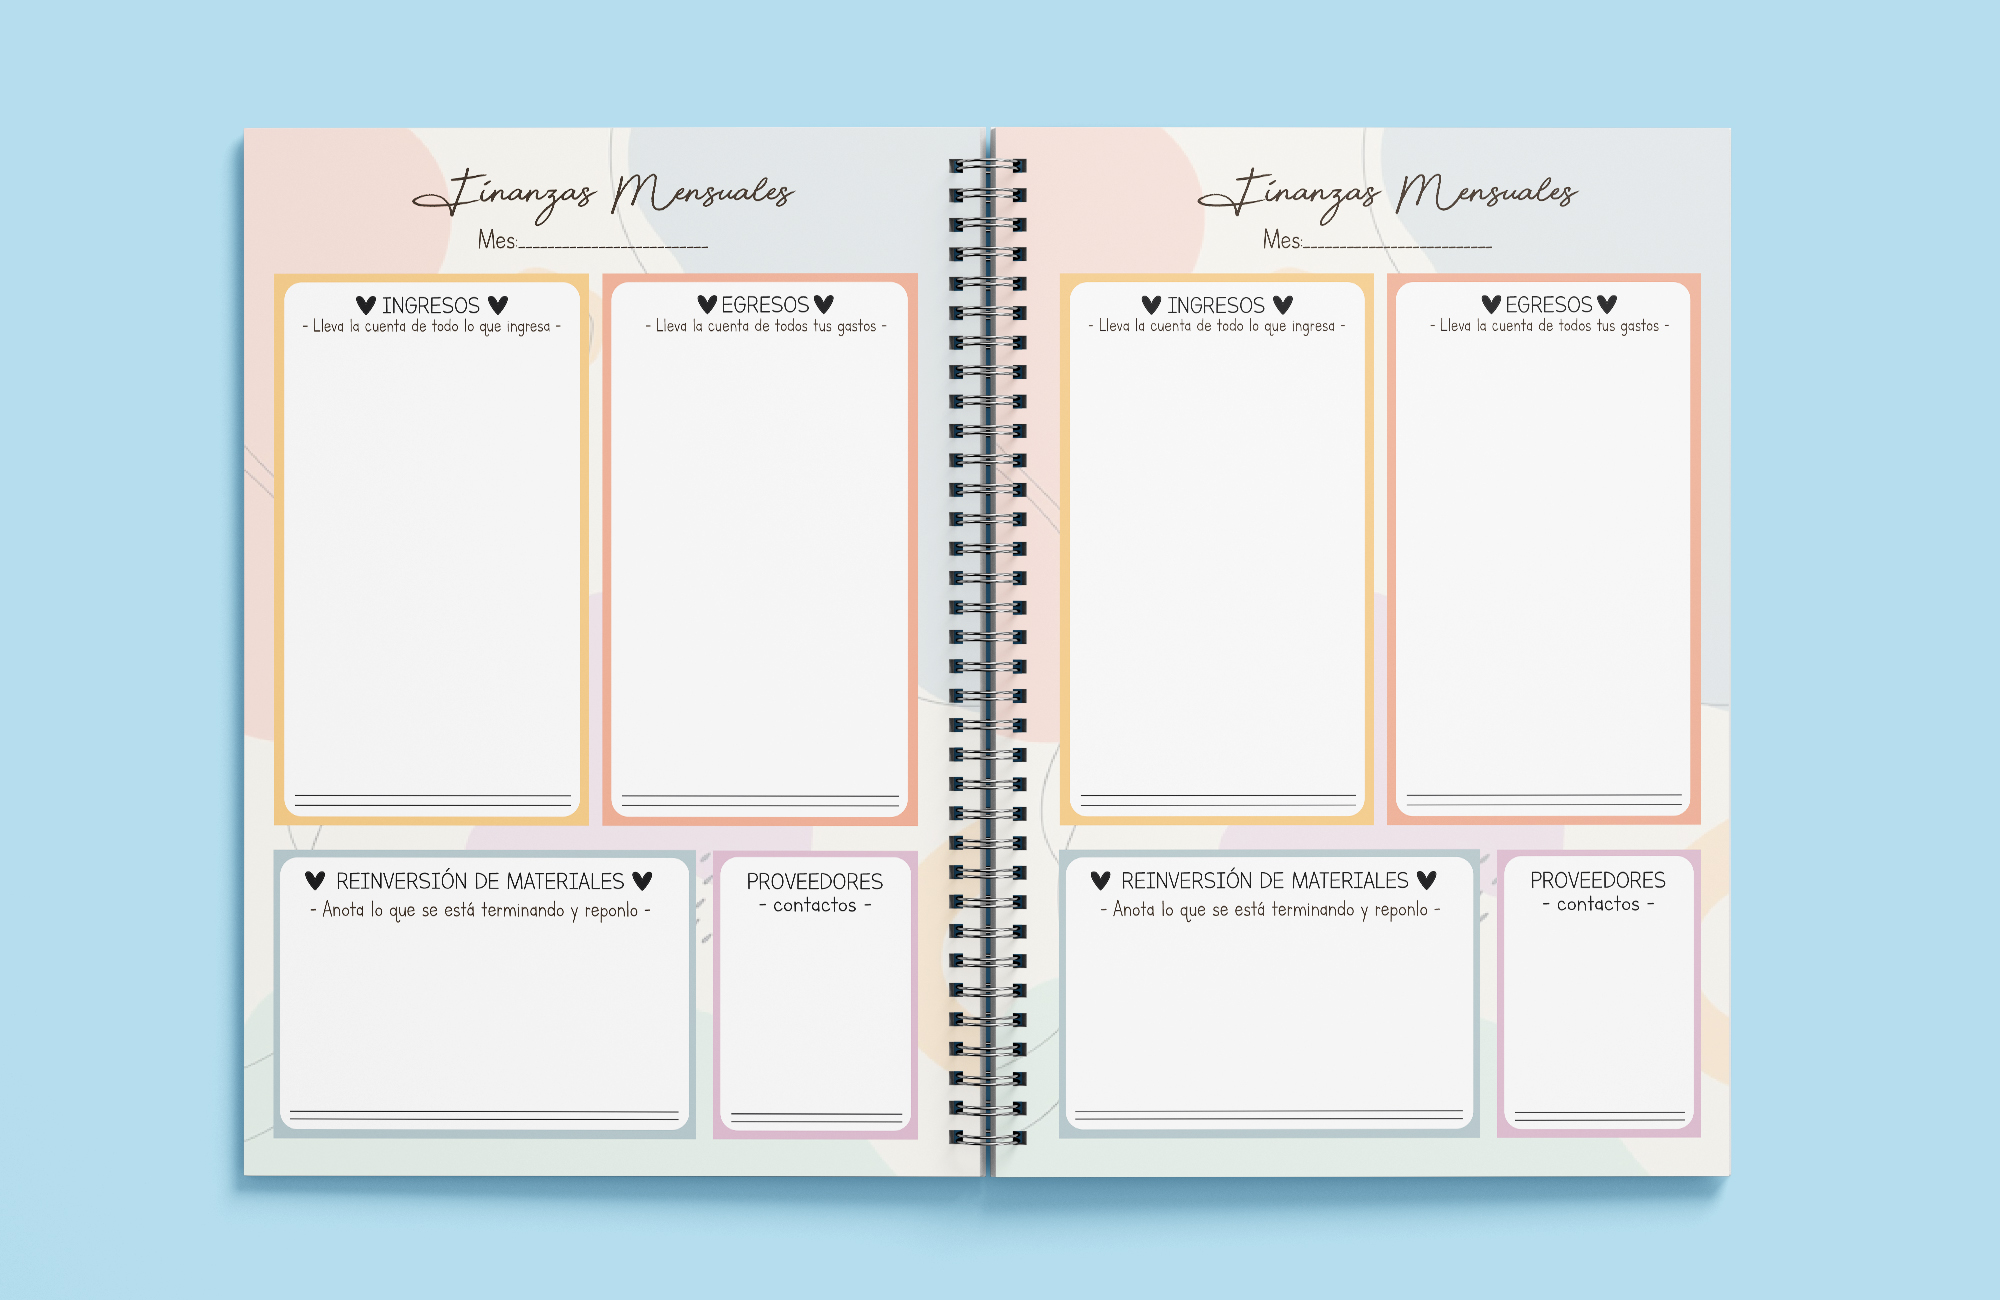 Finanzas Mensuales
Mes:__________________________
INGRESOS
- Lleva la cuenta de todo lo que ingresa -
EGRESOS
- Lleva la cuenta de todos tus gastos -
REINVERSIÓN DE MATERIALES
- Anota lo que se está terminando y reponlo -
PROVEEDORES
- contactos -
Finanzas Mensuales
Mes:__________________________
INGRESOS
- Lleva la cuenta de todo lo que ingresa -
EGRESOS
- Lleva la cuenta de todos tus gastos -
REINVERSIÓN DE MATERIALES
- Anota lo que se está terminando y reponlo -
PROVEEDORES
- contactos -